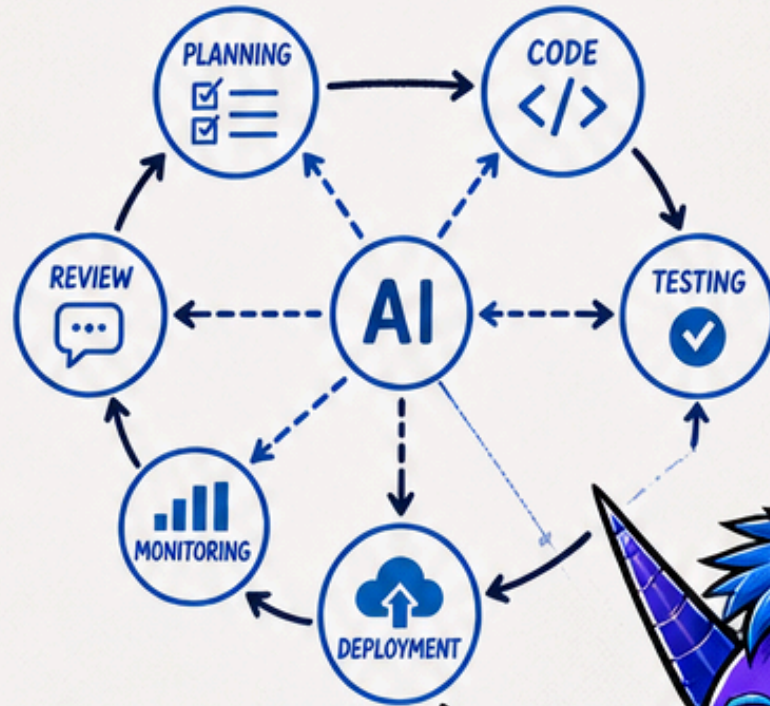 PLANNING
CODE
</>
REVIEW
AI
TESTING
MONITORING
DEPLOYMENT